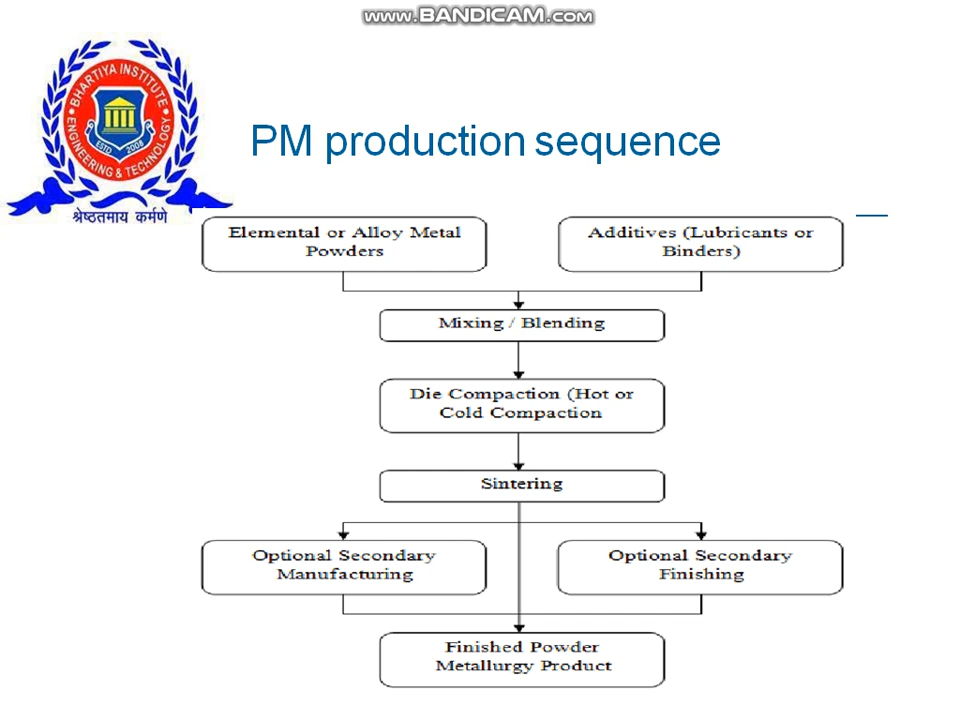 www.BANDICAM.com
BHARTIYA INSTITUTE
ENGINEERING & TECHNOLOGY
ESTD 2008
श्रेष्ठतमाय कर्मणे
PM production sequence
Elemental or Alloy Metal
Powders
Additives (Lubricants or
Binders)
Mixing / Blending
Die Compaction (Hot or
Cold Compaction
Sintering
Optional Secondary
Manufacturing
Optional Secondary
Finishing
Finished Powder
Metallurgy Product